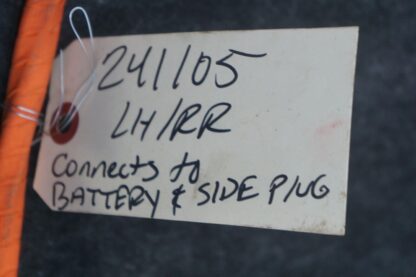 241105
LH/RR
Connects to
BATTERY & SIDE PLUG